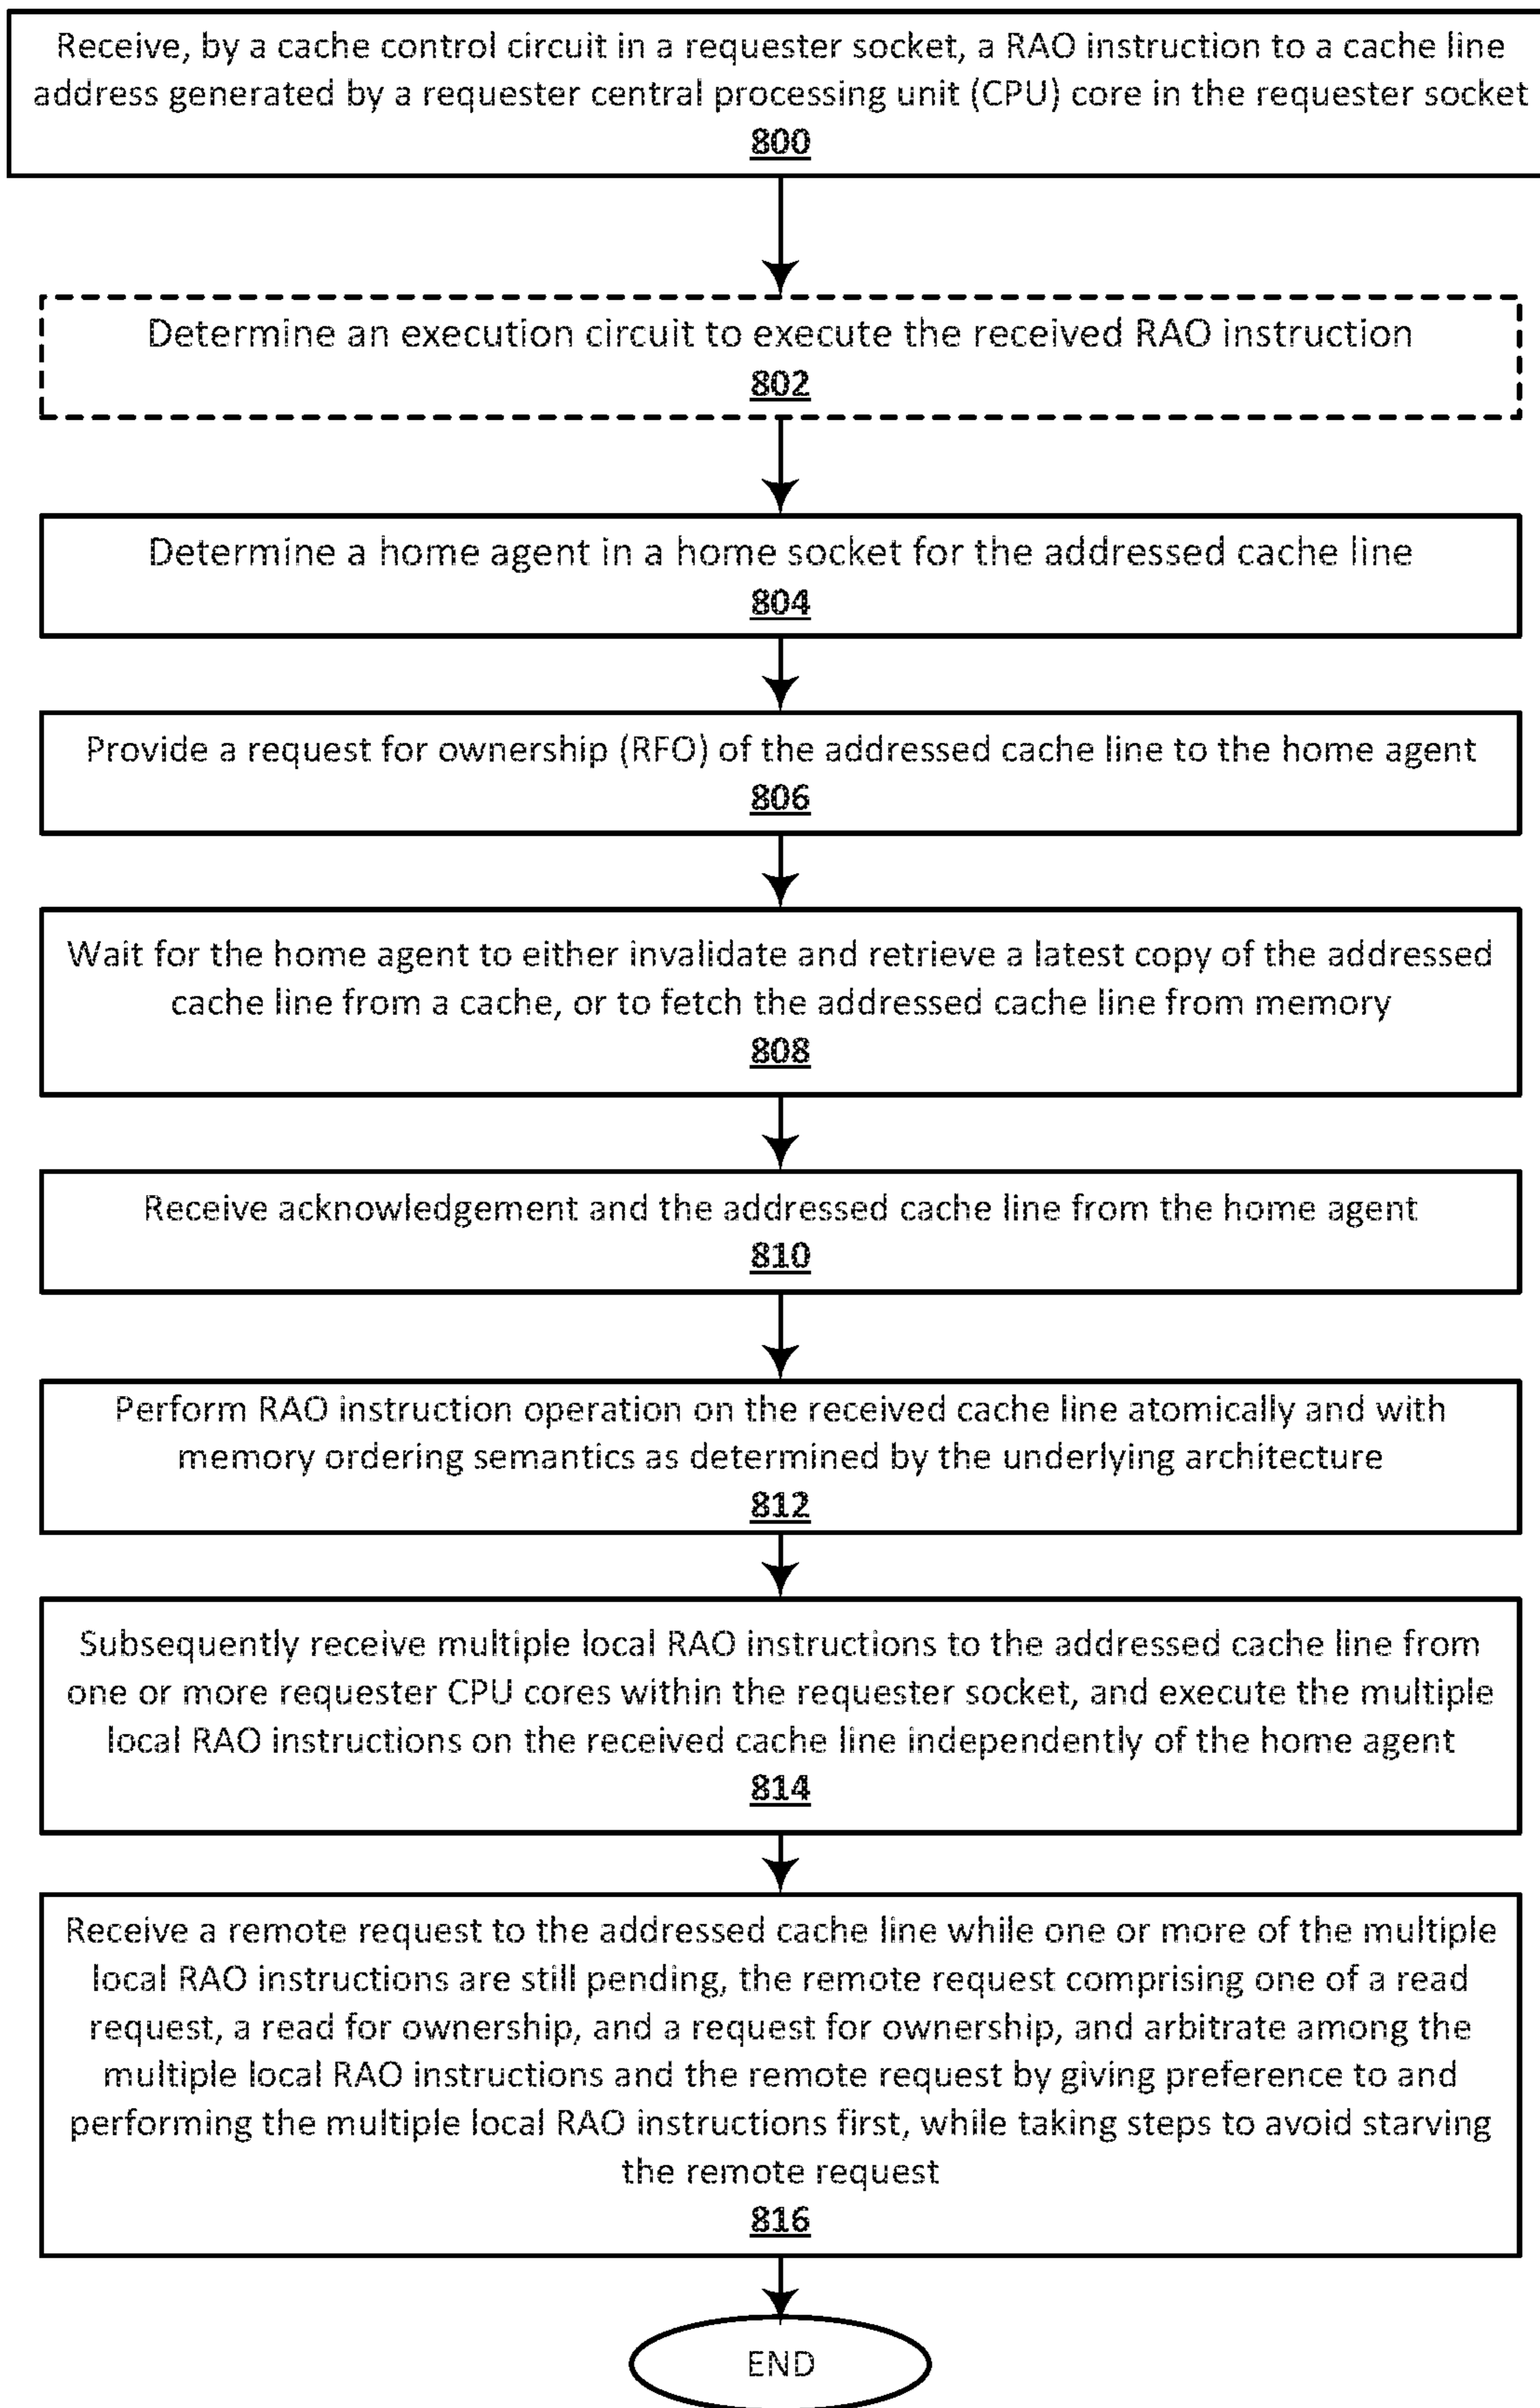 Receive, by a cache control circuit in a requester socket, a RAO instruction to a cache line
address generated by a requester central processing unit (CPU) core in the requester socket
800
Determine an execution circuit to execute the received RAO instruction
802
Determine a home agent in a home socket for the addressed cache line
804
Provide a request for ownership (RFO) of the addressed cache line to the home agent
806
Wait for the home agent to either invalidate and retrieve a latest copy of the addressed
cache line from a cache, or to fetch the addressed cache line from memory
808
Receive acknowledgement and the addressed cache line from the home agent
810
Perform RAO instruction operation on the received cache line atomically and with
memory ordering semantics as determined by the underlying architecture
812
Subsequently receive multiple local RAO instructions to the addressed cache line from
one or more requester CPU cores within the requester socket, and execute the multiple
local RAO instructions on the received cache line independently of the home agent
814
Receive a remote request to the addressed cache line while one or more of the multiple
local RAO instructions are still pending, the remote request comprising one of a read
request, a read for ownership, and a request for ownership, and arbitrate among the
multiple local RAO instructions and the remote request by giving preference to and
performing the multiple local RAO instructions first, while taking steps to avoid starving
the remote request
816
END